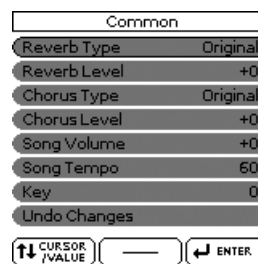 Common
Reverb Type Original
Reverb Level +0
Chorus Type Original
Chorus Level +0
Song Volume +0
Song Tempo 60
Key 0
Undo Changes
CURSOR
/VALUE
ENTER